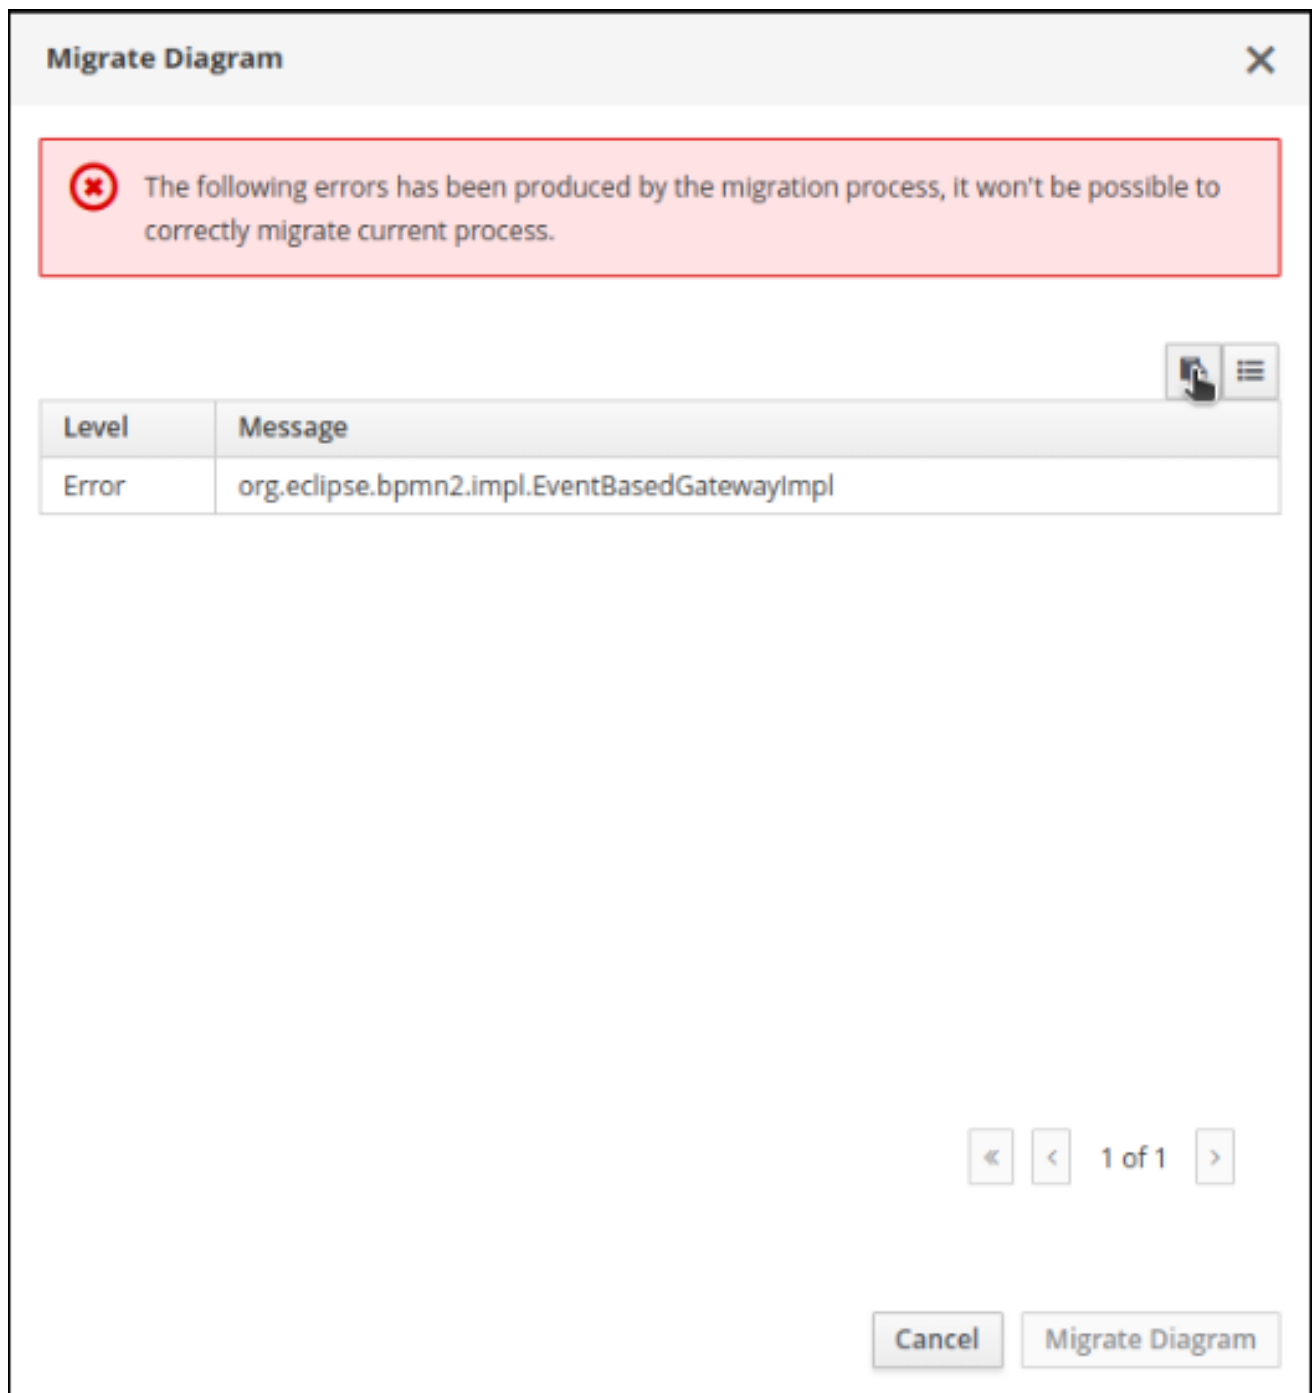 Migrate Diagram
The following errors has been produced by the migration process, it won't be possible to
correctly migrate current process.
Level Message
Error org.eclipse.bpmn2.impl.EventBasedGatewayImpl
« < 1 of 1 >
Cancel Migrate Diagram